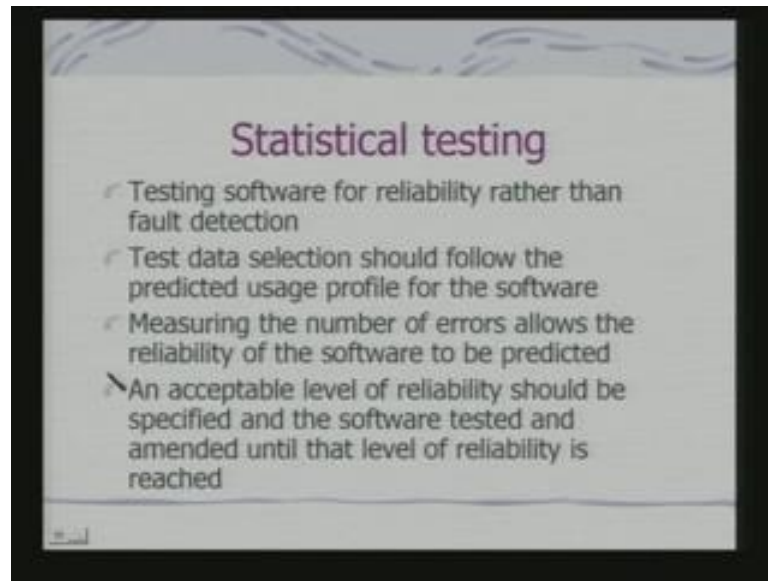 Statistical testing
Testing software for reliability rather than
fault detection
Test data selection should follow the
predicted usage profile for the software
Measuring the number of errors allows the
reliability of the software to be predicted
An acceptable level of reliability should be
specified and the software tested and
amended until that level of reliability is
reached